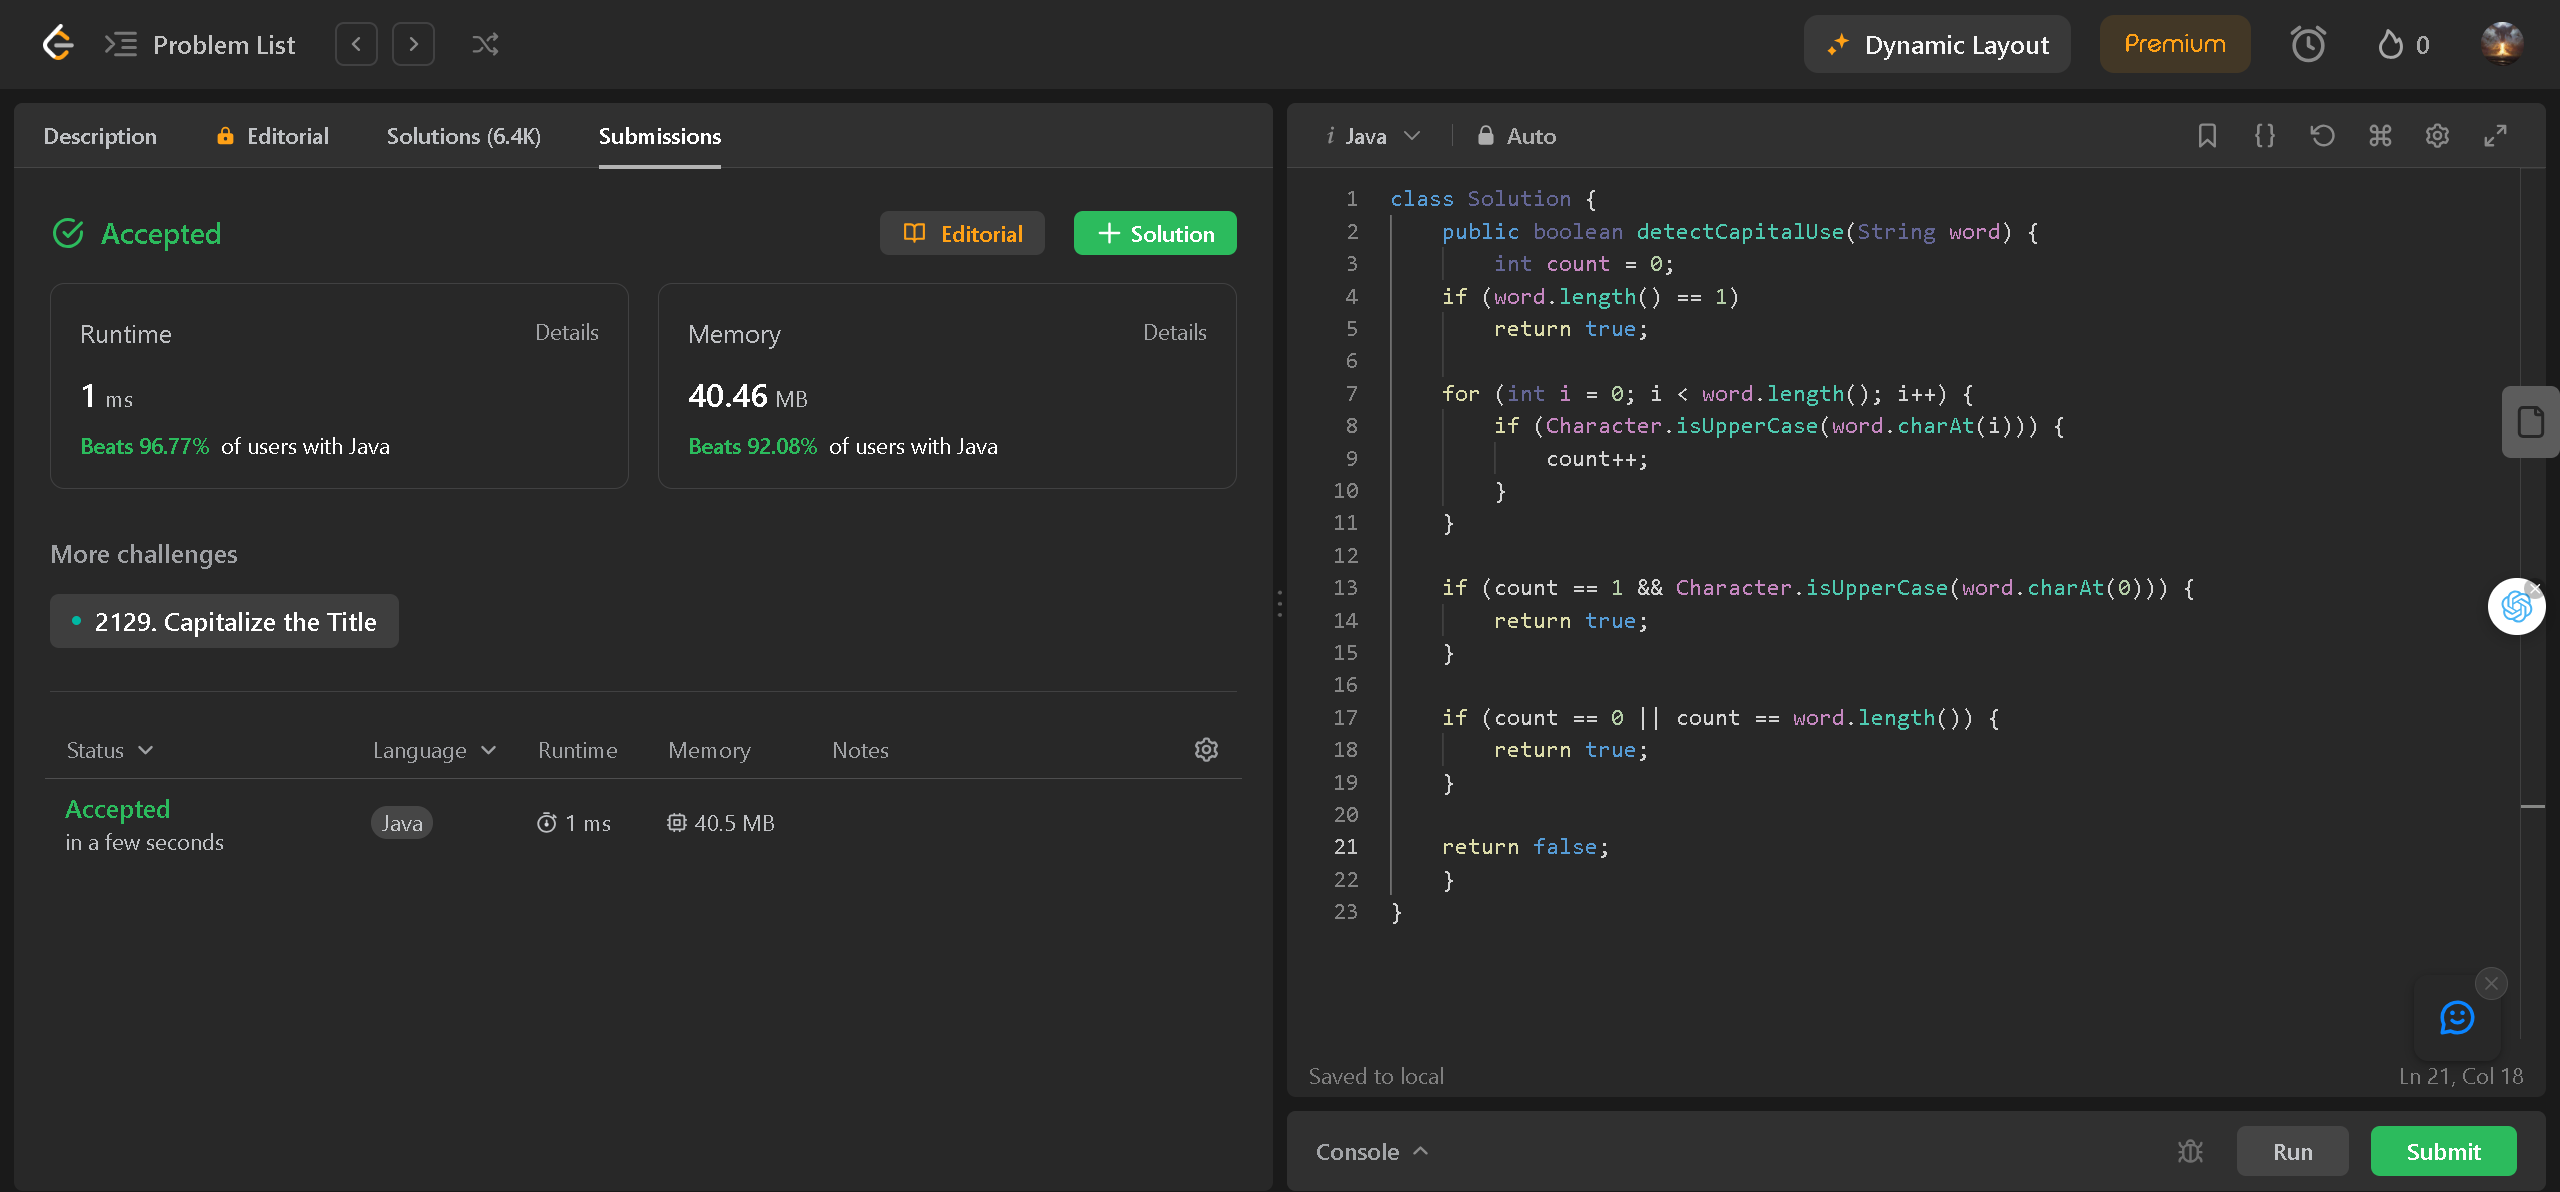 Problem List
Dynamic Layout
Premium
0
Description
Editorial
Solutions (6.4K)
Submissions
Accepted
Editorial
Solution
Runtime
Details
1 ms
Beats 96.77% of users with Java
Memory
Details
40.46 MB
Beats 92.08% of users with Java
More challenges
2129. Capitalize the Title
Status Language Runtime Memory Notes
Accepted
in a few seconds
Java
1 ms
40.5 MB
i Java
Auto
1 class Solution {
2 public boolean detectCapitalUse(String word) {
3 int count = 0;
4 if (word.length() == 1)
5 return true;
6
7 for (int i = 0; i < word.length(); i++) {
8 if (Character.isUpperCase(word.charAt(i))) {
9 count++;
10 }
11 }
12
13 if (count == 1 && Character.isUpperCase(word.charAt(0))) {
14 return true;
15 }
16
17 if (count == 0 || count == word.length()) {
18 return true;
19 }
20
21 return false;
22 }
23 }
Saved to local
Ln 21, Col 18
Console
Run
Submit